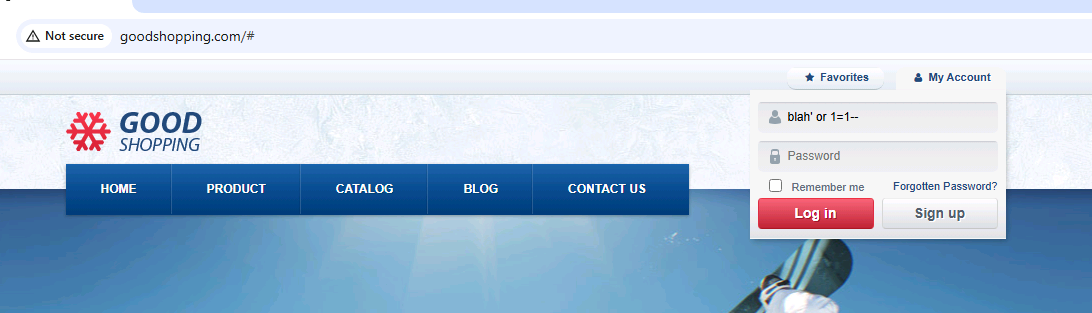 Not secure goodshopping.com/#
Favorites My Account
GOOD
SHOPPING
blah' or 1=1--
Password
Remember me Forgotten Password?
HOME PRODUCT CATALOG BLOG CONTACT US
Log in Sign up